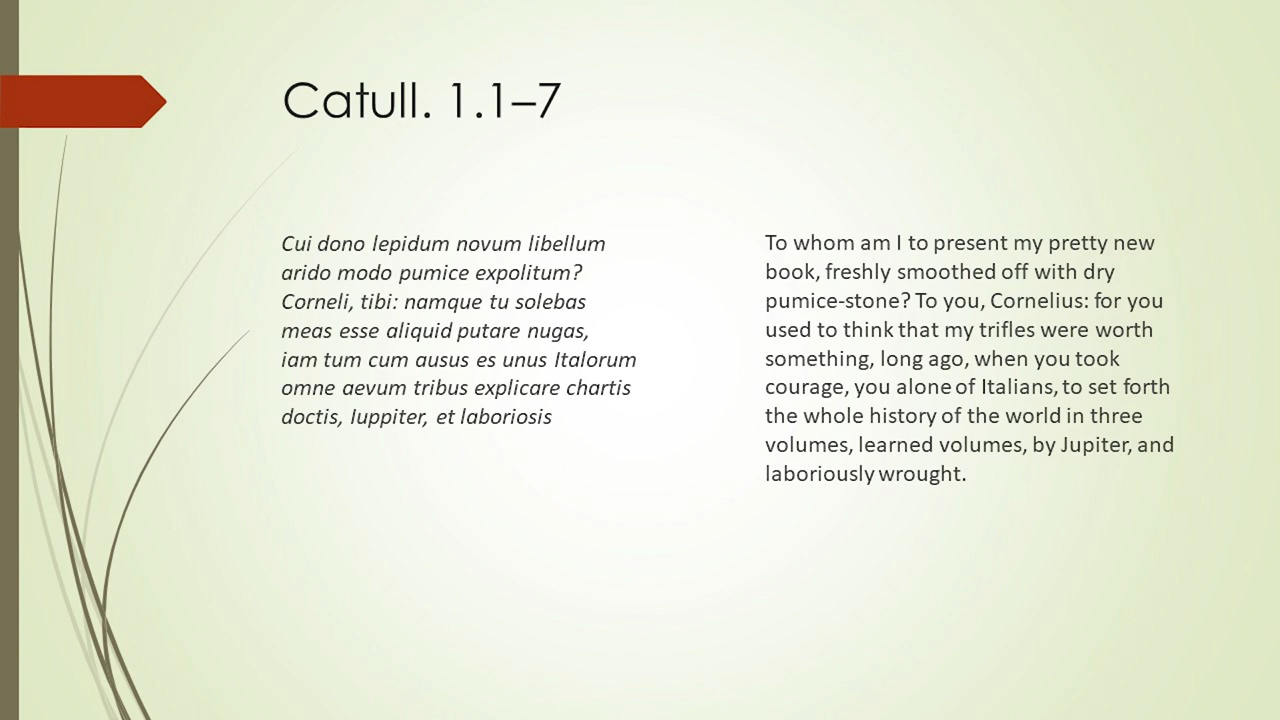 Catull. 1.1–7
Cui dono lepidum novum libellum
arido modo pumice expolitum?
Corneli, tibi: namque tu solebas
meas esse aliquid putare nugas,
iam tum cum ausus es unus Italorum
omne aevum tribus explicare chartis
doctis, Iuppiter, et laboriosis
To whom am I to present my pretty new
book, freshly smoothed off with dry
pumice-stone? To you, Cornelius: for you
used to think that my trifles were worth
something, long ago, when you took
courage, you alone of Italians, to set forth
the whole history of the world in three
volumes, learned volumes, by Jupiter, and
laboriously wrought.